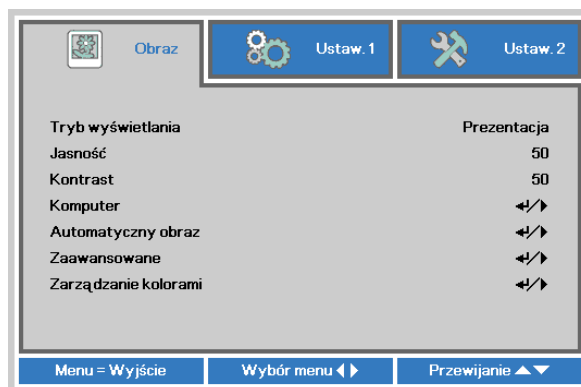 Obraz Ustaw. 1 Ustaw. 2
Tryb wyświetlania Prezentacja
Jasność 50
Kontrast 50
Komputer ↵/▶
Automatyczny obraz ↵/▶
Zaawansowane ↵/▶
Zarządzanie kolorami ↵/▶
Menu = Wyjście Wybór menu ◀▶ Przewijanie ▲▼